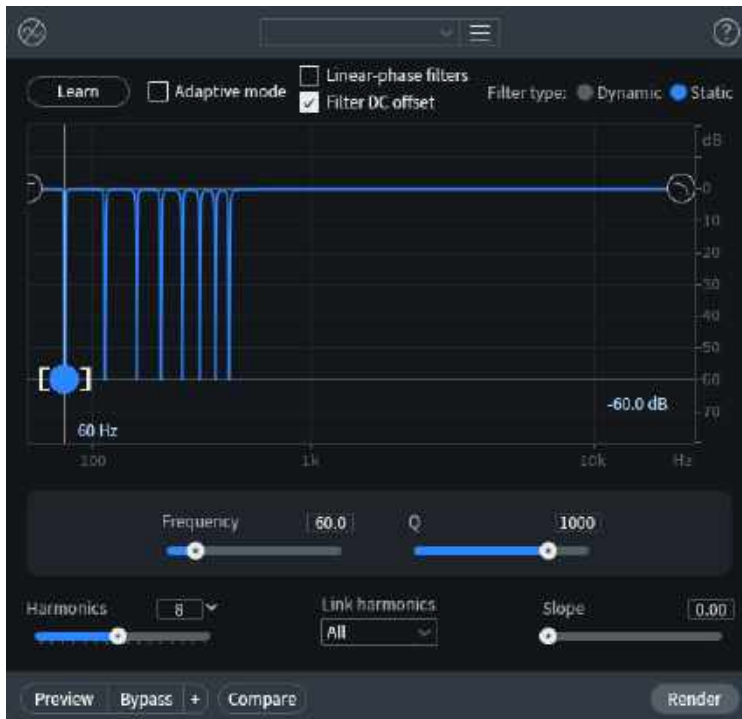 ?
Learn
Adaptive mode
Linear-phase filters
Filter DC offset
Filter type: Dynamic Static
dB
0
-10
-20
-30
-40
-50
-60
-70
-60.0 dB
60 Hz
100 1k 10k Hz
Frequency 60.0 Q 1000
Harmonics 8
Link harmonics
All
Slope 0.00
Preview Bypass + Compare Render